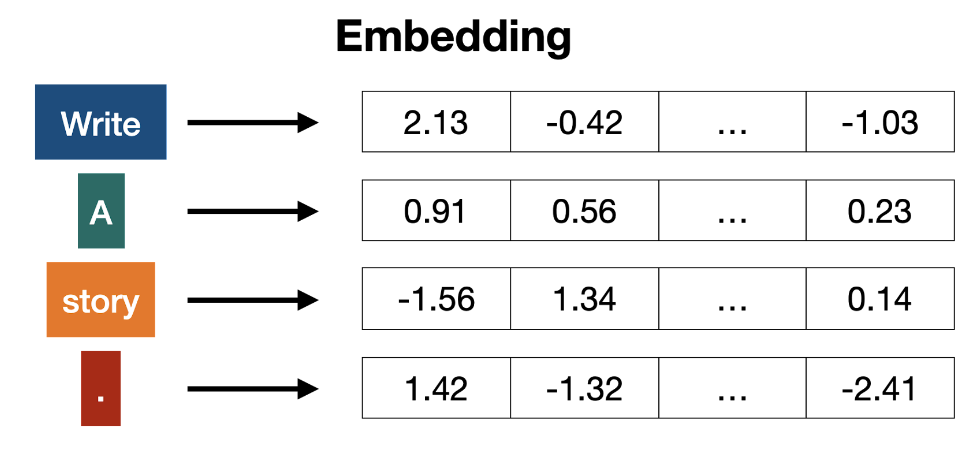 Embedding
Write 2.13 -0.42 ... -1.03
A 0.91 0.56 ... 0.23
story -1.56 1.34 ... 0.14
. 1.42 -1.32 ... -2.41